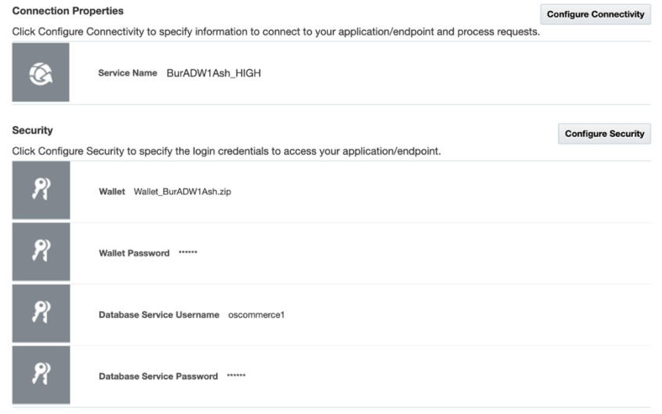 Connection Properties
Configure Connectivity
Click Configure Connectivity to specify information to connect to your application/endpoint and process requests.
Service Name BurADW1Ash_HIGH
Security
Configure Security
Click Configure Security to specify the login credentials to access your application/endpoint.
Wallet Wallet_BurADW1Ash.zip
Wallet Password ******
Database Service Username oscommerce1
Database Service Password ******